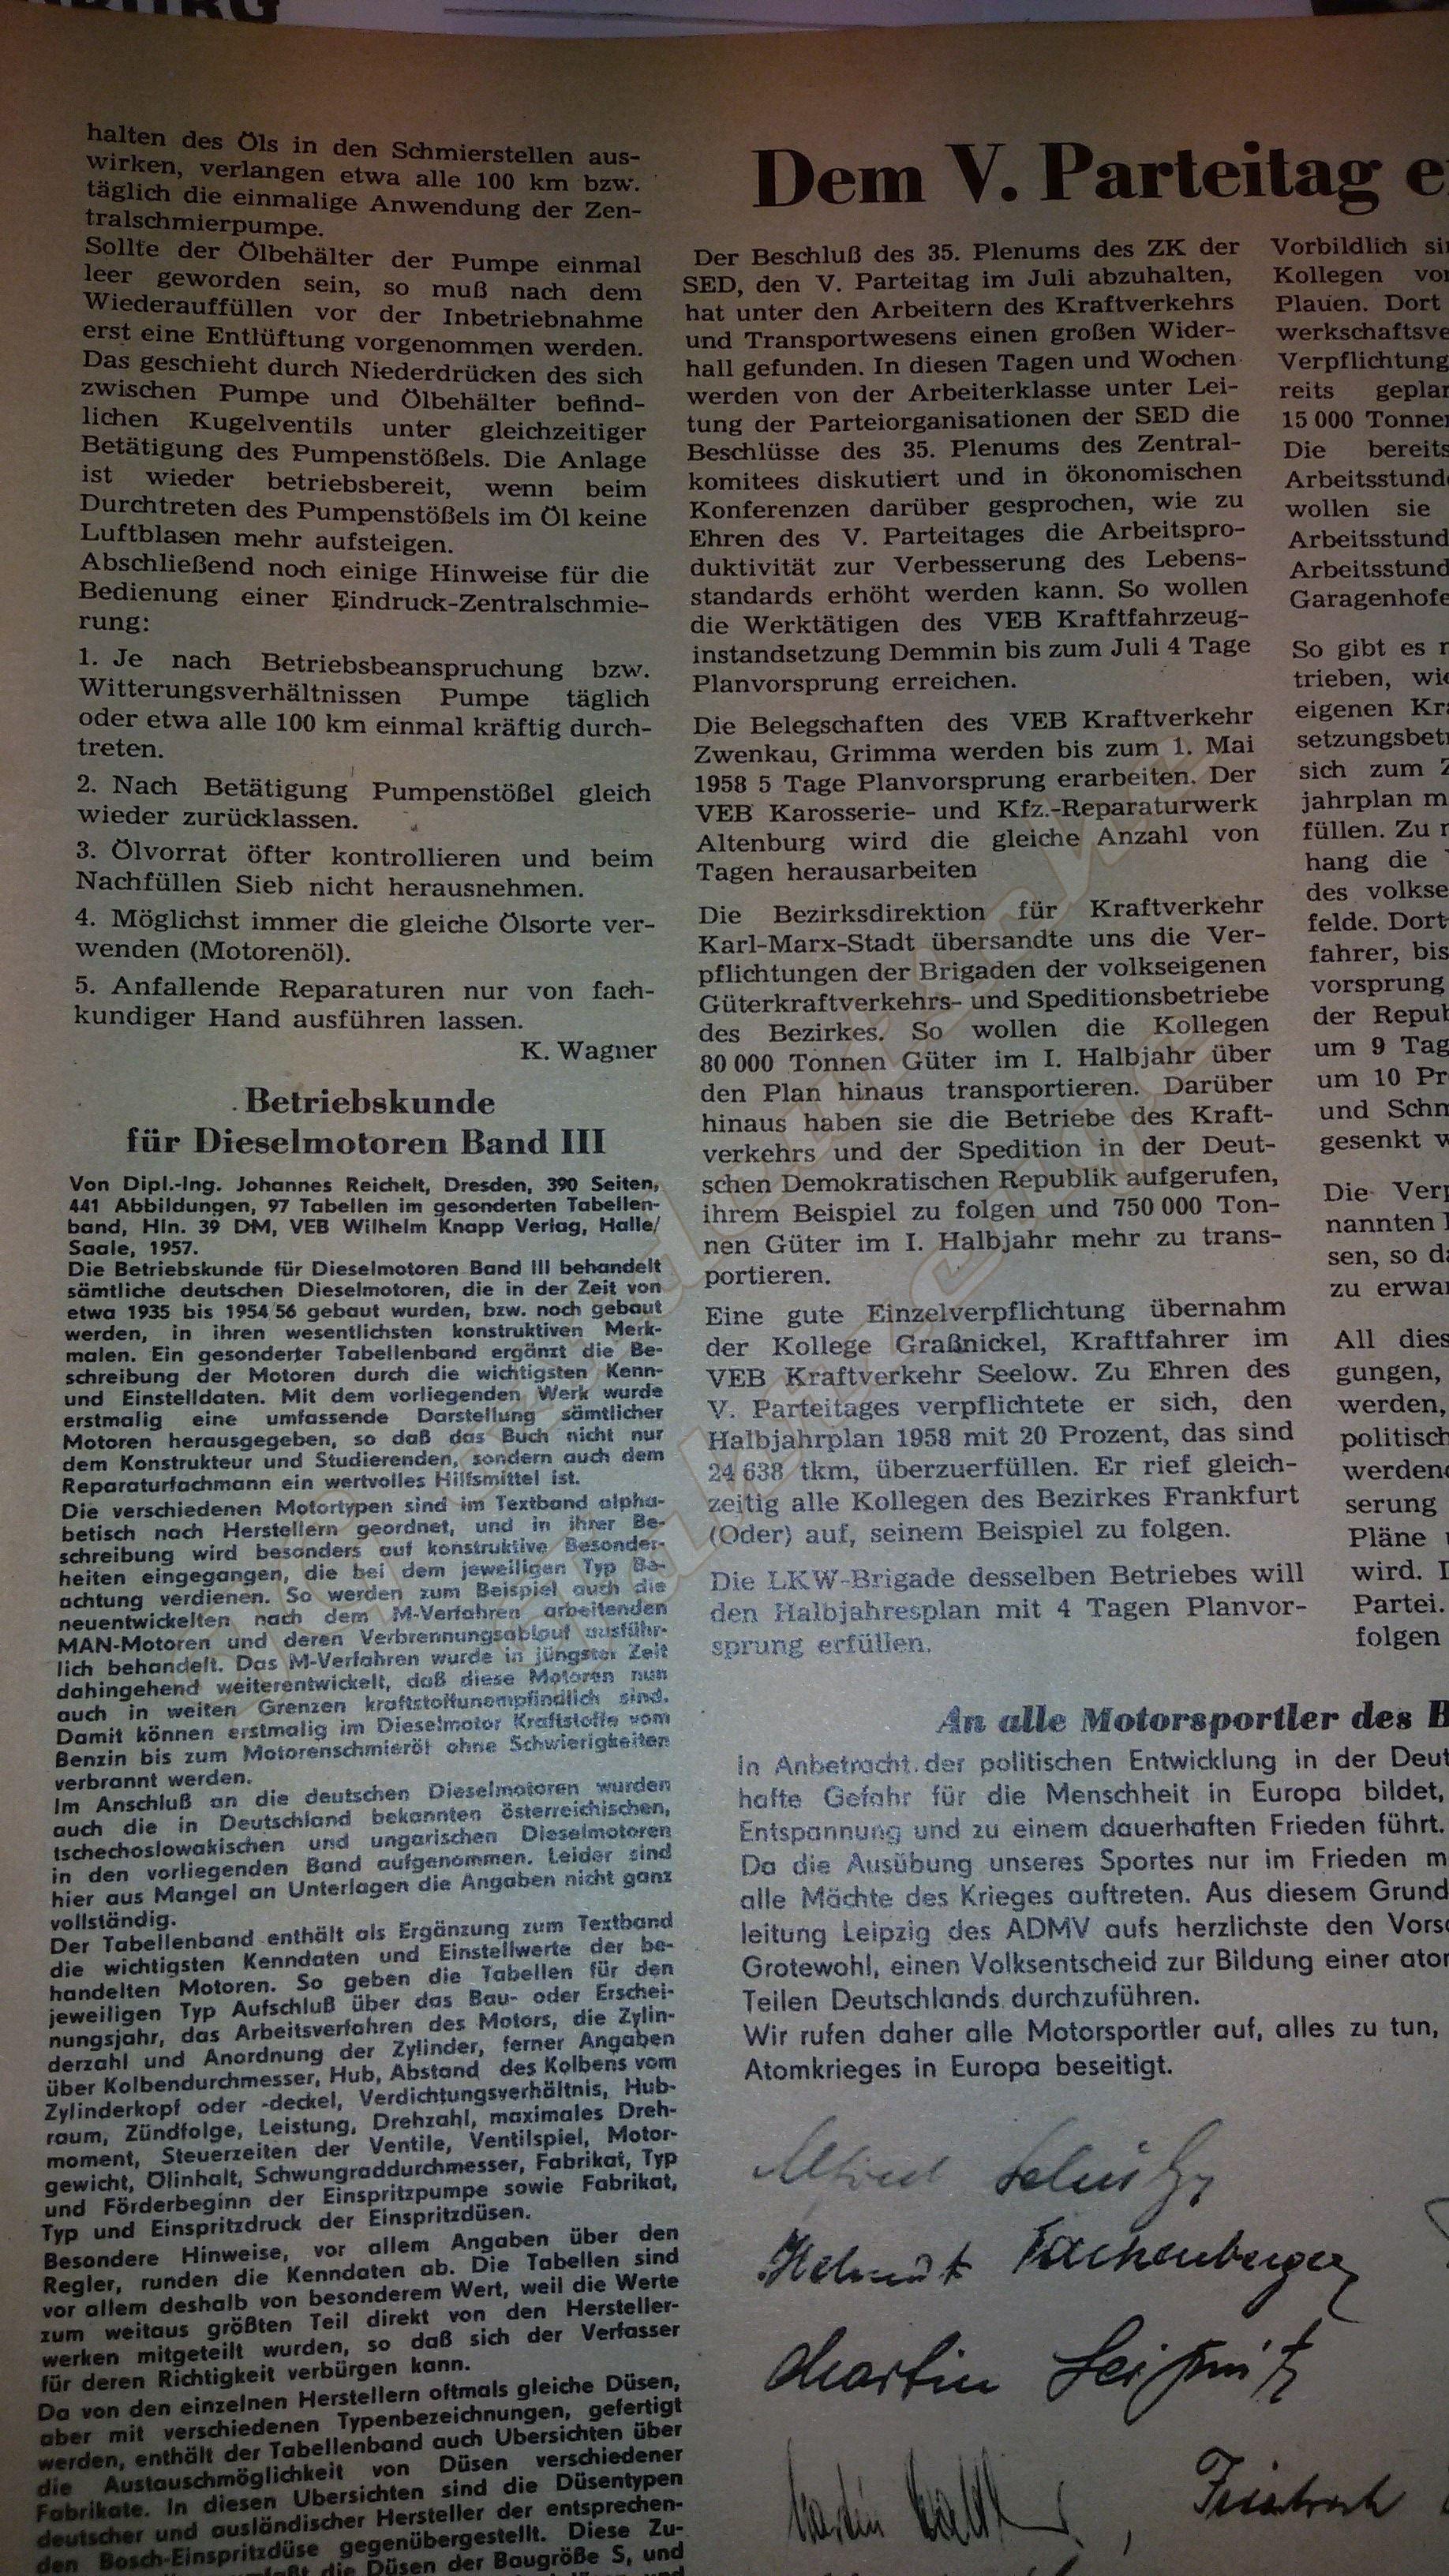 BURG
halten des Öls in den Schmierstellen aus-
wirken, verlangen etwa alle 100 km bzw.
täglich die einmalige Anwendung der Zen-
tralschmierpumpe.
Sollte der Ölbehälter der Pumpe einmal
leer geworden sein, so muß nach dem
Wiederauffüllen vor der Inbetriebnahme
erst eine Entlüftung vorgenommen werden.
Das geschieht durch Niederdrücken des sich
zwischen Pumpe und Ölbehälter befind-
lichen Kugelventils unter gleichzeitiger
Betätigung des Pumpenstößels. Die Anlage
ist wieder betriebsbereit, wenn beim
Durchtreten des Pumpenstößels im Öl keine
Luftblasen mehr aufsteigen.
Abschließend noch einige Hinweise für die
Bedienung einer Eindruck-Zentralschmie-
rung:
1. Je nach Betriebsbeanspruchung bzw.
Witterungsverhältnissen Pumpe täglich
oder etwa alle 100 km einmal kräftig durch-
treten.
2. Nach Betätigung Pumpenstößel gleich
wieder zurücklassen.
3. Ölvorrat öfter kontrollieren und beim
Nachfüllen Sieb nicht herausnehmen.
4. Möglichst immer die gleiche Ölsorte ver-
wenden (Motorenöl).
5. Anfallende Reparaturen nur von fach-
kundiger Hand ausführen lassen.
K. Wagner
Betriebskunde
für Dieselmotoren Band III
Von Dipl.-Ing. Johannes Reichelt, Dresden, 390 Seiten,
441 Abbildungen, 97 Tabellen im gesonderten Tabellen-
band, Hln. 39 DM, VEB Wilhelm Knapp Verlag, Halle/
Saale, 1957.
Die Betriebskunde für Dieselmotoren Band III behandelt
sämtliche deutschen Dieselmotoren, die in der Zeit von
etwa 1935 bis 1954/56 gebaut wurden, bzw. noch gebaut
werden, in ihren wesentlichsten konstruktiven Merk-
malen. Ein gesonderter Tabellenband ergänzt die Be-
schreibung der Motoren durch die wichtigsten Kenn-
und Einstelldaten. Mit dem vorliegenden Werk wurde
erstmalig eine umfassende Darstellung sämtlicher
Motoren herausgegeben, so daß das Buch nicht nur
dem Konstrukteur und Studierenden, sondern auch dem
Reparaturfachmann ein wertvolles Hilfsmittel ist.
Die verschiedenen Motortypen sind im Textband alpha-
betisch nach Herstellern geordnet, und in ihrer Be-
schreibung wird besonders auf konstruktive Besonder-
heiten eingegangen, die bei dem jeweiligen Typ Be-
achtung verdienen. So werden zum Beispiel auch die
neuentwickelten nach dem M-Verfahren arbeitenden
MAN-Motoren und deren Verbrennungsablauf ausführ-
lich behandelt. Das M-Verfahren wurde in jüngster Zeit
dahingehend weiterentwickelt, daß diese Motoren nun
auch in weiten Grenzen kraftstoffunempfindlich sind.
Damit können erstmalig im Dieselmotor Kraftstoffe vom
Benzin bis zum Motorenschmieröl ohne Schwierigkeiten
verbrannt werden.
Im Anschluß an die deutschen Dieselmotoren wurden
auch die in Deutschland bekannten österreichischen,
tschechoslowakischen und ungarischen Dieselmotoren
in den vorliegenden Band aufgenommen. Leider sind
hier aus Mangel an Unterlagen die Angaben nicht ganz
vollständig.
Der Tabellenband enthält als Ergänzung zum Textband
die wichtigsten Kenndaten und Einstellwerte der be-
handelten Motoren. So geben die Tabellen für den
jeweiligen Typ Aufschluß über das Bau- oder Erschei-
nungsjahr, das Arbeitsverfahren des Motors, die Zylin-
derzahl und Anordnung der Zylinder, ferner Angaben
über Kolbendurchmesser, Hub, Abstand des Kolbens vom
Zylinderkopf oder -deckel, Verdichtungsverhältnis, Hub-
raum, Zündfolge, Leistung, Drehzahl, maximales Dreh-
moment, Steuerzeiten der Ventile, Ventilspiel, Motor-
gewicht, Ölinhalt, Schwungraddurchmesser, Fabrikat, Typ
und Förderbeginn der Einspritzpumpe sowie Fabrikat,
Typ und Einspritzdruck der Einspritzdüsen.
Besondere Hinweise, vor allem Angaben über den
Regler, runden die Kenndaten ab. Die Tabellen sind
vor allem deshalb von besonderem Wert, weil die Werte
zum weitaus größten Teil direkt von den Hersteller-
werken mitgeteilt wurden, so daß sich der Verfasser
für deren Richtigkeit verbürgen kann.
Da von den einzelnen Herstellern oftmals gleiche Düsen,
aber mit verschiedenen Typenbezeichnungen, gefertigt
werden, enthält der Tabellenband auch Übersichten über
die Austauschmöglichkeit von Düsen verschiedener
Fabrikate. In diesen Übersichten sind die Düsentypen
deutscher und ausländischer Hersteller der entsprechen-
den Bosch-Einspritzdüse gegenübergestellt. Diese Zu-
die Düsen der Baugröße S, und
Dem V. Parteitag e
Der Beschluß des 35. Plenums des ZK der
SED, den V. Parteitag im Juli abzuhalten,
hat unter den Arbeitern des Kraftverkehrs
und Transportwesens einen großen Wider-
hall gefunden. In diesen Tagen und Wochen
werden von der Arbeiterklasse unter Lei-
tung der Parteiorganisationen der SED die
Beschlüsse des 35. Plenums des Zentral-
komitees diskutiert und in ökonomischen
Konferenzen darüber gesprochen, wie zu
Ehren des V. Parteitages die Arbeitspro-
duktivität zur Verbesserung des Lebens-
standards erhöht werden kann. So wollen
die Werktätigen des VEB Kraftfahrzeug-
instandsetzung Demmin bis zum Juli 4 Tage
Planvorsprung erreichen.
Die Belegschaften des VEB Kraftverkehr
Zwenkau, Grimma werden bis zum 1. Mai
1958 5 Tage Planvorsprung erarbeiten. Der
VEB Karosserie- und Kfz.-Reparaturwerk
Altenburg wird die gleiche Anzahl von
Tagen herausarbeiten
Die Bezirksdirektion für Kraftverkehr
Karl-Marx-Stadt übersandte uns die Ver-
pflichtungen der Brigaden der volkseigenen
Güterkraftverkehrs- und Speditionsbetriebe
des Bezirkes. So wollen die Kollegen
80 000 Tonnen Güter im I. Halbjahr über
den Plan hinaus transportieren. Darüber
hinaus haben sie die Betriebe des Kraft-
verkehrs und der Spedition in der Deut-
schen Demokratischen Republik aufgerufen,
ihrem Beispiel zu folgen und 750 000 Ton-
nen Güter im I. Halbjahr mehr zu trans-
portieren.
Eine gute Einzelverpflichtung übernahm
der Kollege Graßnickel, Kraftfahrer im
VEB Kraftverkehr Seelow. Zu Ehren des
V. Parteitages verpflichtete er sich, den
Halbjahrplan 1958 mit 20 Prozent, das sind
24 638 tkm, überzuerfüllen. Er rief gleich-
zeitig alle Kollegen des Bezirkes Frankfurt
(Oder) auf, seinem Beispiel zu folgen.
Die LKW-Brigade desselben Betriebes will
den Halbjahresplan mit 4 Tagen Planvor-
sprung erfüllen.
Vorbildlich si
Kollegen vo
Plauen. Dort
werkschaftsve
Verpflichtung
reits geplan
15 000 Tonnen
Die bereits
Arbeitsstund
wollen sie
Arbeitsstund
Arbeitsstund
Garagenhofe
So gibt es
trieben, wie
eigenen Kr
setzungsbet
sich zum Z
jahrplan m
füllen. Zu
hang die
des volkse
felde. Dort
fahrer, bis
vorsprung
der Repub
um 9 Tag
um 10 Pr
und Schm
gesenkt w
Die Verp
nannten
sen, so da
zu erwar
All dies
gungen,
werden,
politisch
werdend
serung
Pläne
wird. I
Partei.
folgen
An alle Motorsportler des B
In Anbetracht der politischen Entwicklung in der Deut
hafte Gefahr für die Menschheit in Europa bildet,
Entspannung und zu einem dauerhaften Frieden führt.
Da die Ausübung unseres Sportes nur im Frieden m
alle Mächte des Krieges auftreten. Aus diesem Grund
leitung Leipzig des ADMV aufs herzlichste den Vorsc
Grotewohl, einen Volksentscheid zur Bildung einer ator
Teilen Deutschlands durchzuführen.
Wir rufen daher alle Motorsportler auf, alles zu tun,
Atomkrieges in Europa beseitigt.
Alfred
Helmut
Martin